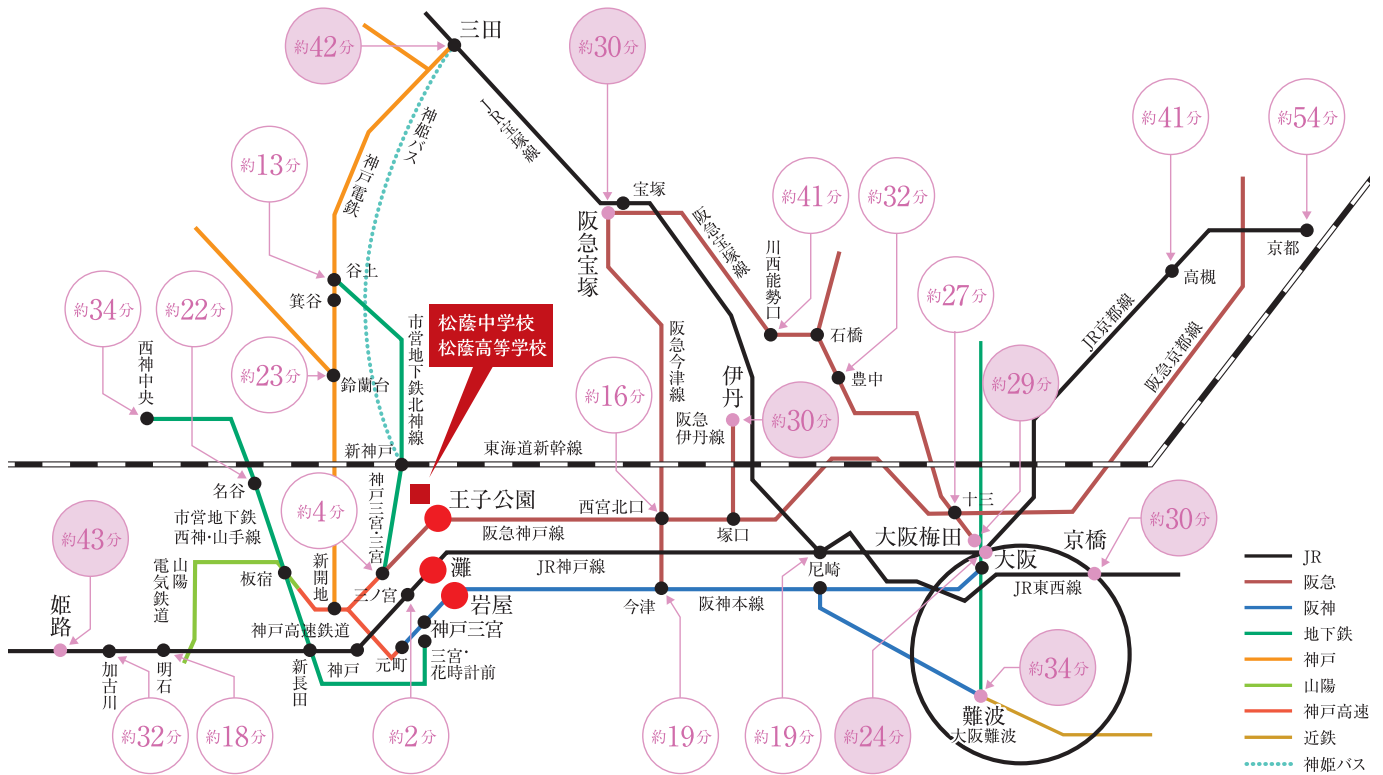 三田
約42分
約30分
約41分
約54分
JR宝塚線
神姫バス
神戸電鉄
約13分
宝塚
阪急宝塚
阪急宝塚線
約41分
約32分
川西能勢口
京都
高槻
JR京都線
阪急京都線
谷上
箕谷
約34分
約22分
約27分
市営地下鉄北神線
松蔭中学校
松蔭高等学校
阪急今津線
石橋
豊中
西神中央
約23分
鈴蘭台
約16分
伊丹
阪急
伊丹線
約30分
約29分
新神戸
東海道新幹線
名谷
神戸三宮・三宮
王子公園
西宮北口
塚口
十三
約4分
市営地下鉄
西神・山手線
阪急神戸線
大阪梅田
大阪
京橋
約30分
約43分
山陽
電気鉄道
板宿
新開地
三ノ宮
灘
JR神戸線
尼崎
岩屋
今津
阪神本線
JR東西線
姫路
神戸高速鉄道
神戸三宮
三宮・
花時計前
元町
神戸
新長田
加古川
明石
約32分
約18分
約2分
約19分
約19分
約24分
約34分
難波
大阪難波
JR
阪急
阪神
地下鉄
神戸
山陽
神戸高速
近鉄
神姫バス